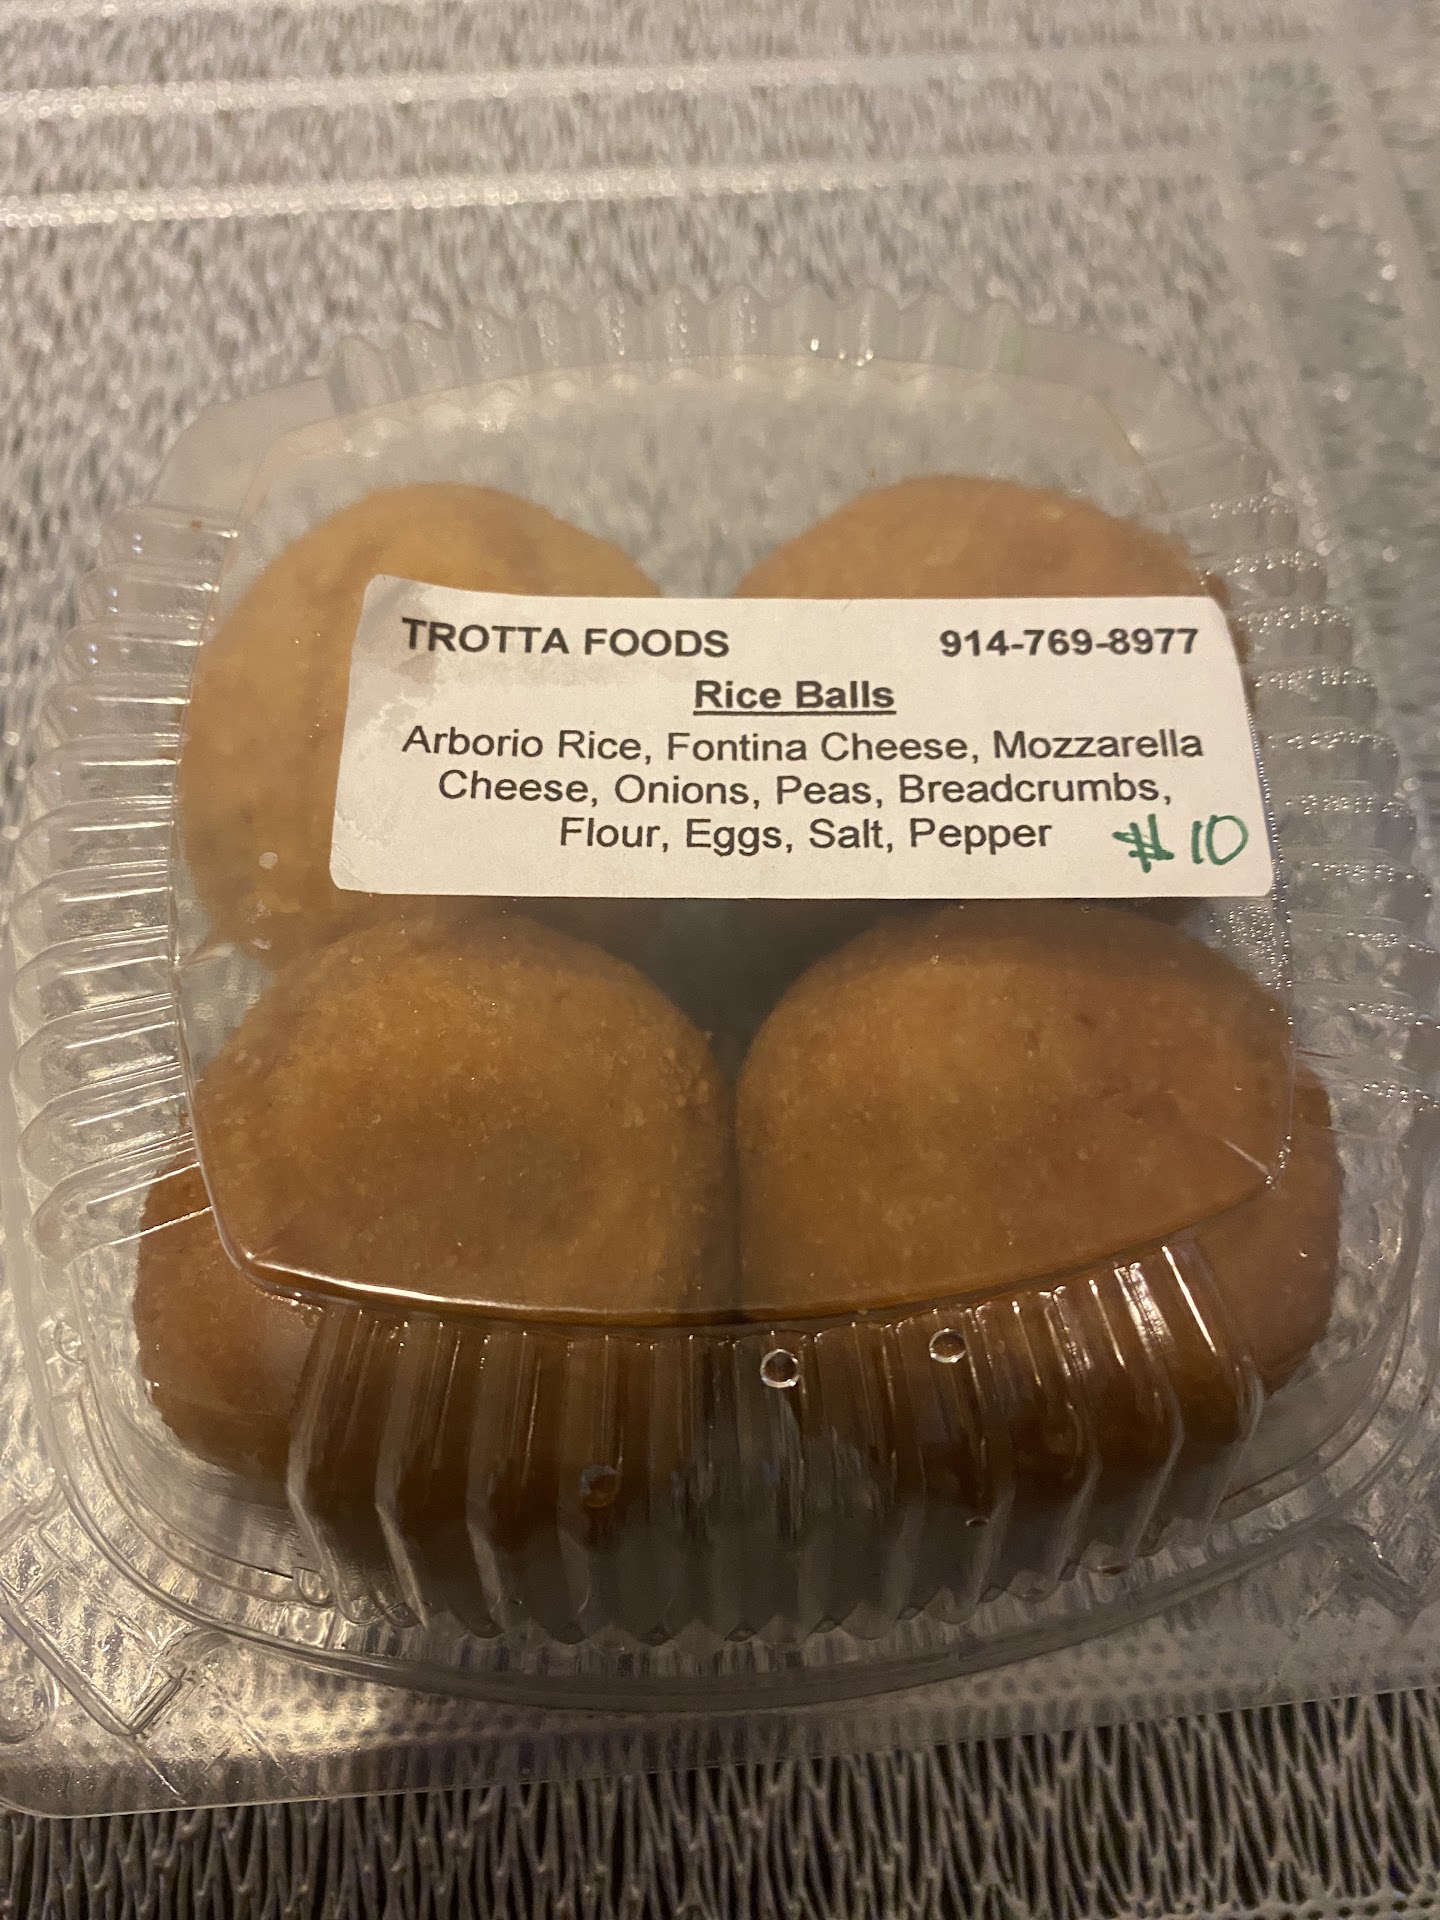 TROTTA FOODS 914-769-8977
Rice Balls
Arborio Rice, Fontina Cheese, Mozzarella
Cheese, Onions, Peas, Breadcrumbs,
Flour, Eggs, Salt, Pepper $10